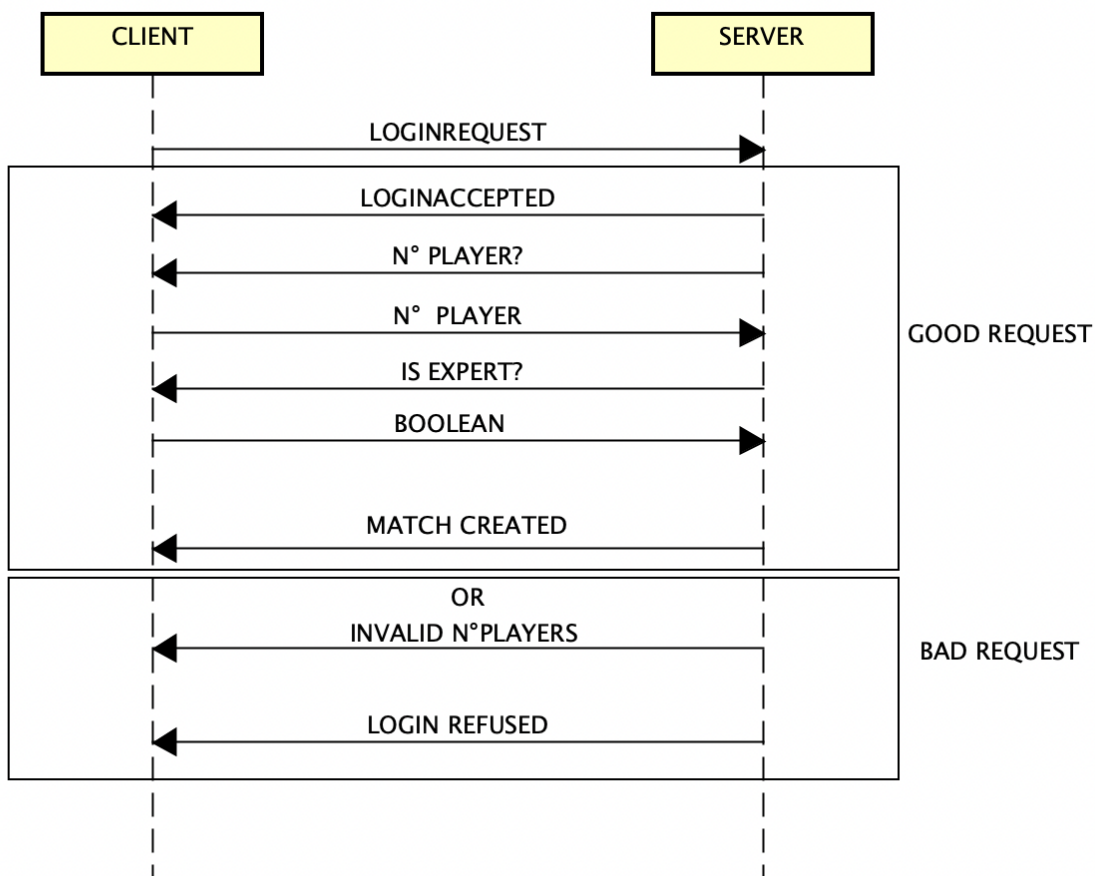 CLIENT
SERVER
LOGINREQUEST
LOGINACCEPTED
N° PLAYER?
N° PLAYER
GOOD REQUEST
IS EXPERT?
BOOLEAN
MATCH CREATED
OR
INVALID N°PLAYERS
BAD REQUEST
LOGIN REFUSED